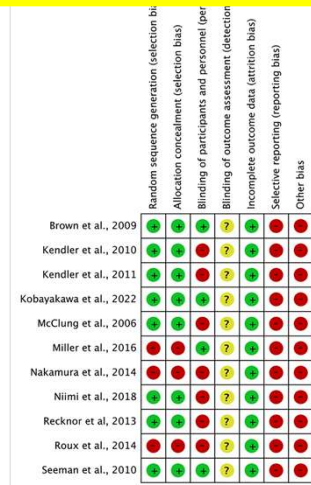 Random sequence generation (selection bi
Allocation concealment (selection bias)
Blinding of participants and personnel (per
Blinding of outcome assessment (detection
Incomplete outcome data (attrition bias)
Selective reporting (reporting bias)
Other bias
Brown et al., 2009 + + + ? + - -
Kendler et al., 2010 + + - ? + - -
Kendler et al., 2011 + + - ? + - -
Kobayakawa et al., 2022 + + + ? + - -
McClung et al., 2006 + + - ? + - -
Miller et al., 2016 - - + ? + - -
Nakamura et al., 2014 - - - ? + - -
Niimi et al., 2018 + + - ? + - -
Recknor et al, 2013 + + - ? + - -
Roux et al., 2014 - - - ? + - -
Seeman et al., 2010 + + + ? + - -